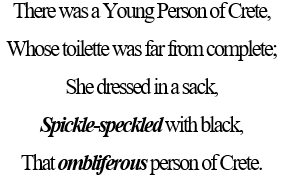 There was a Young Person of Crete,
Whose toilette was far from complete;
She dressed in a sack,
Spickle-speckled with black,
That ombliferous person of Crete.